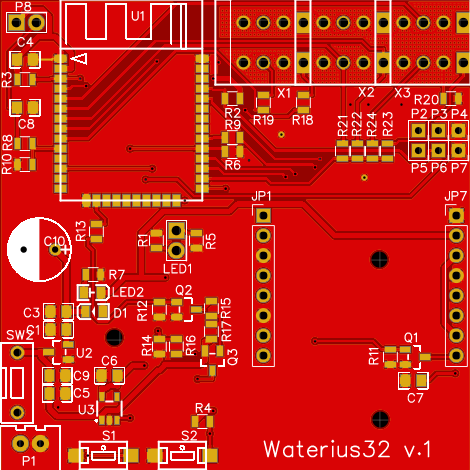 P8
U1
C4
R3
C8
R8
R10
R2
R19
X1
R18
X2
X3
R20
R9
R6
R21
R22
R24
R23
P2 P3 P4
P5 P6 P7
JP1
JP7
R13
C10
+
R1
R5
LED1
R7
LED2
D1
C3
S1
R12
Q2
R15
R17
R14
R16
Q3
SW2
U2
C6
C9
C5
U3
R11
Q1
C7
R4
P1
S1
S2
Waterius32 v.1